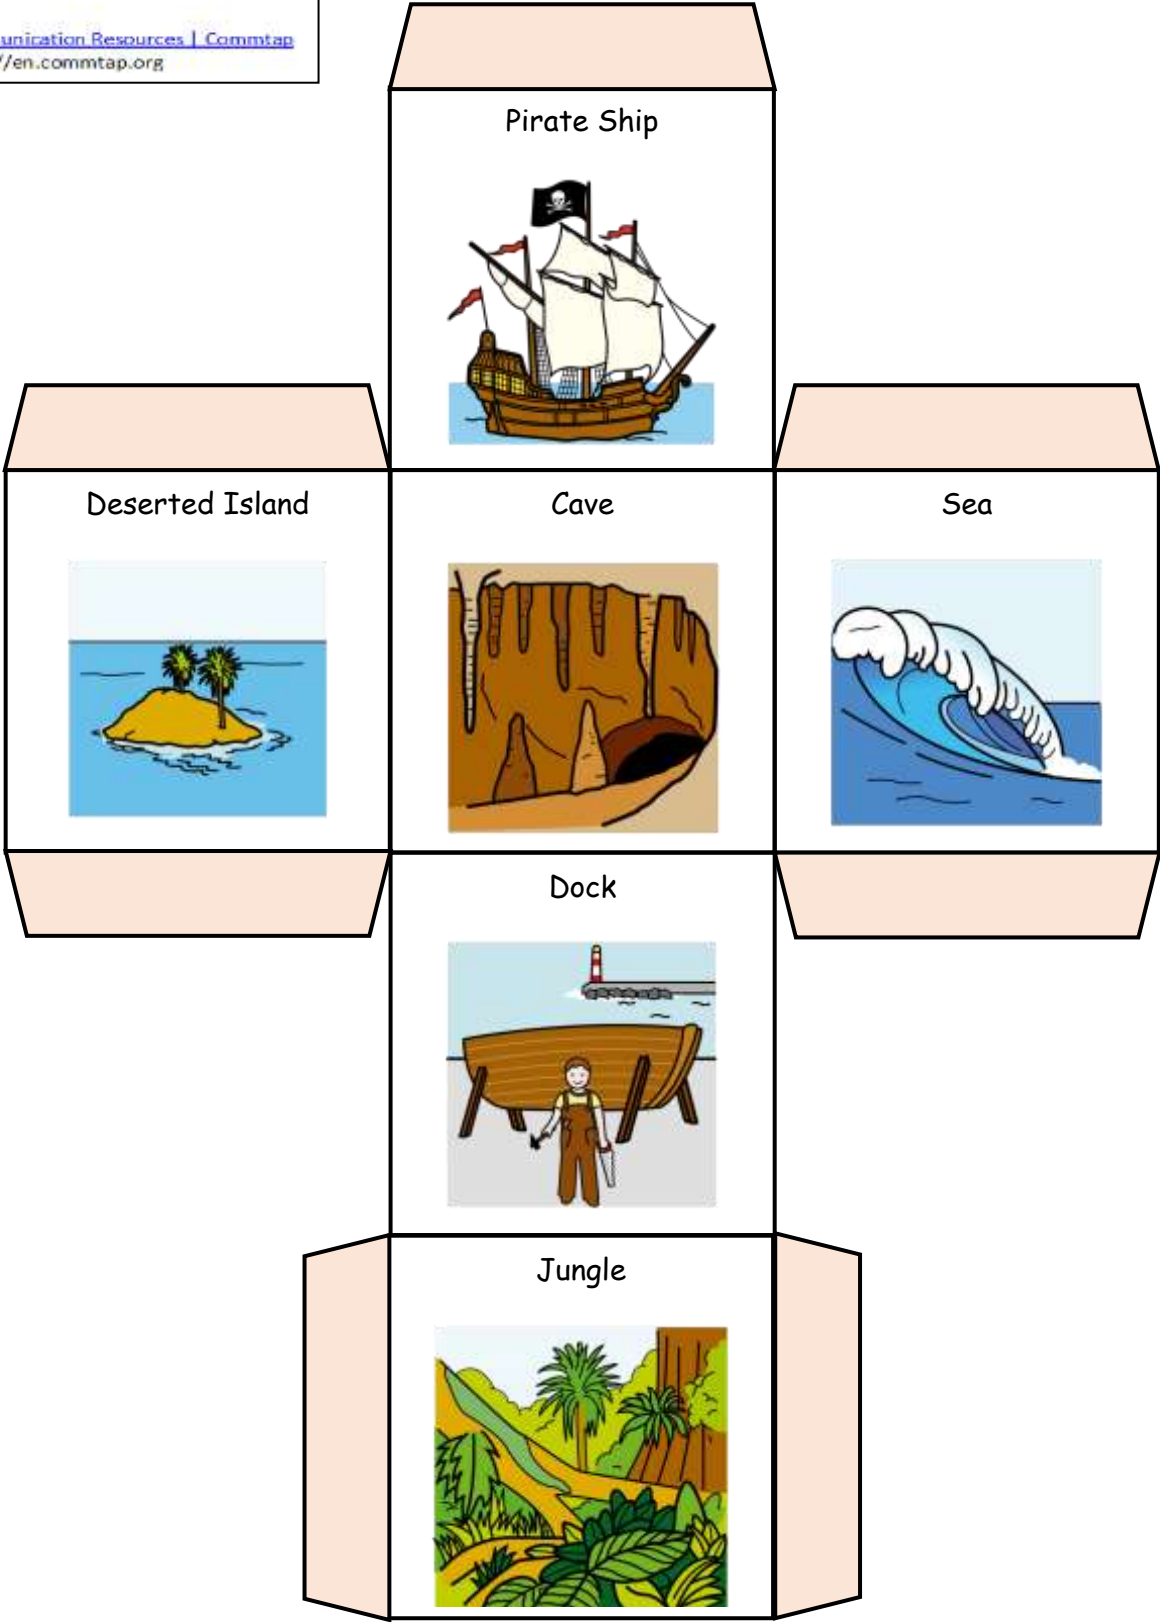 unication Resources | Commtap
//en.commtap.org
Pirate Ship
Deserted Island
Cave
Sea
Dock
Jungle